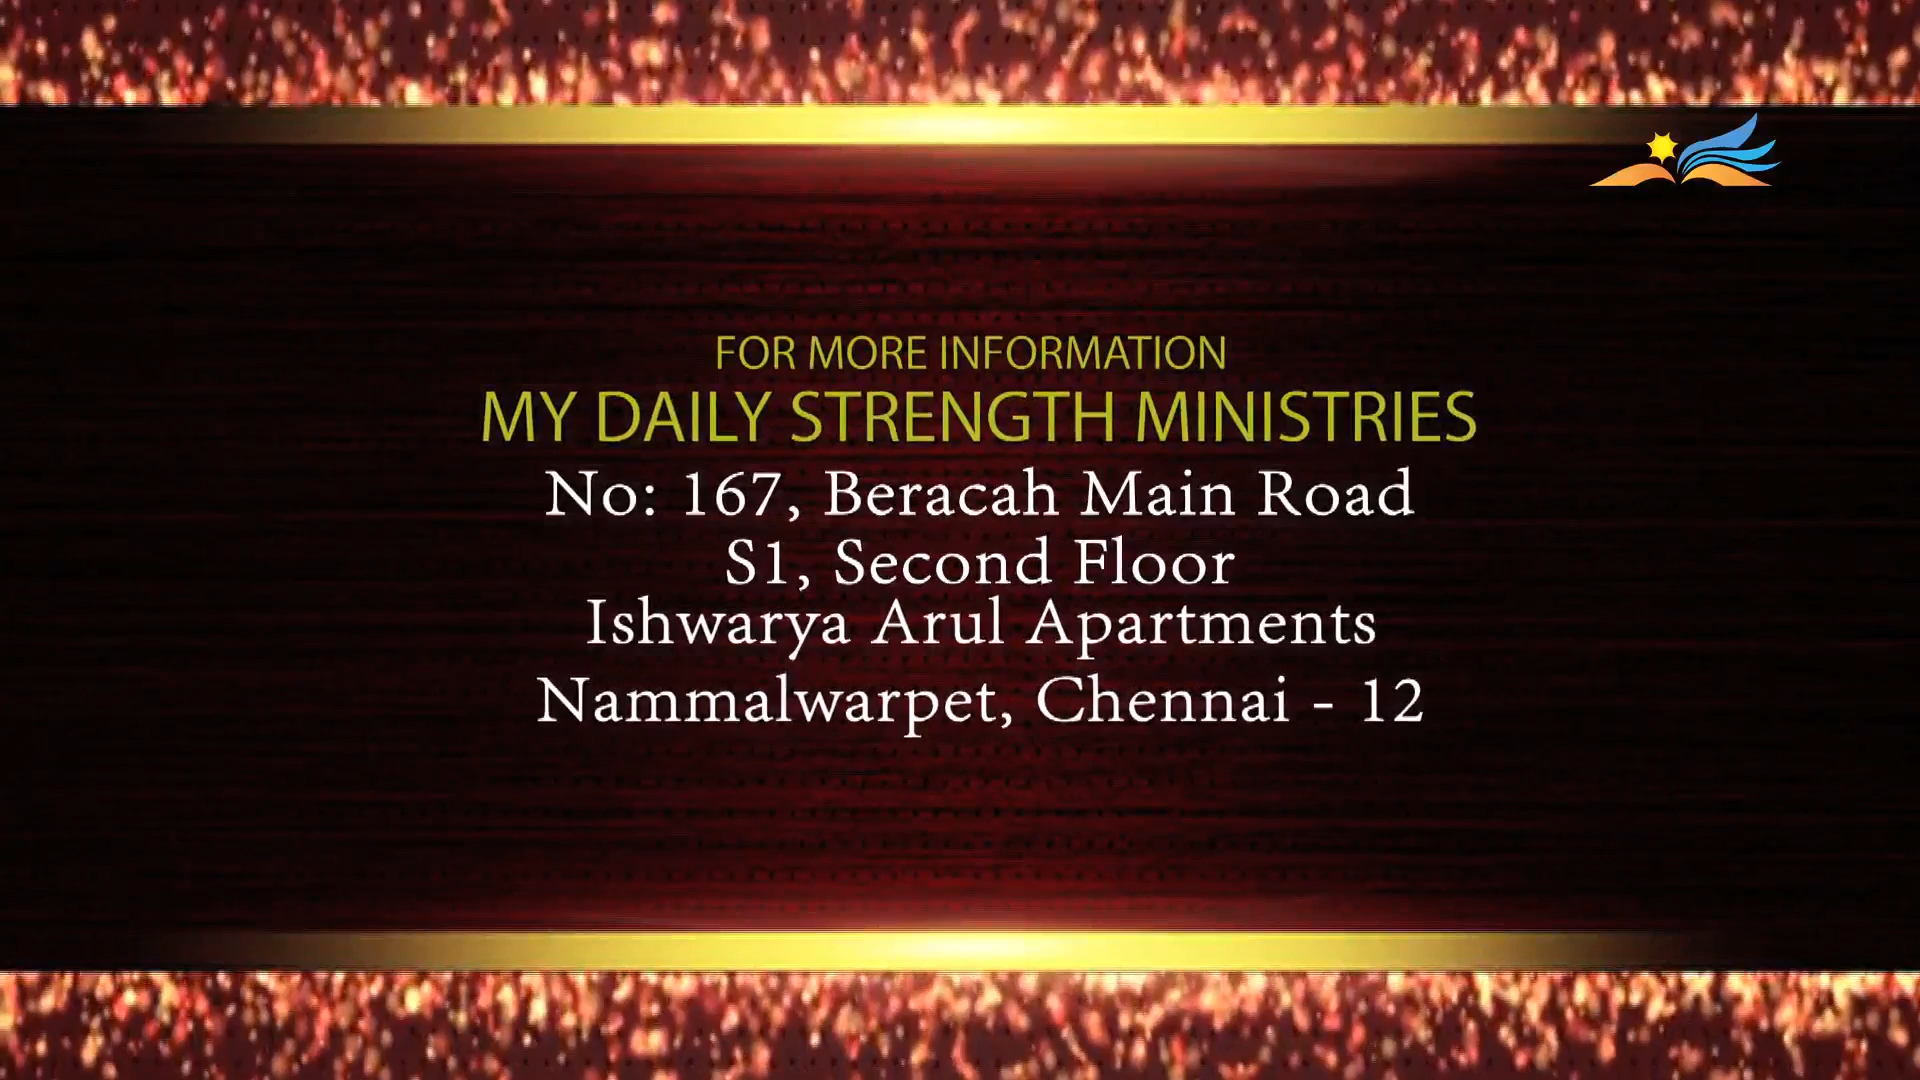 FOR MORE INFORMATION
MY DAILY STRENGTH MINISTRIES
No: 167, Beracah Main Road
S1, Second Floor
Ishwarya Arul Apartments
Nammalwarpet, Chennai - 12